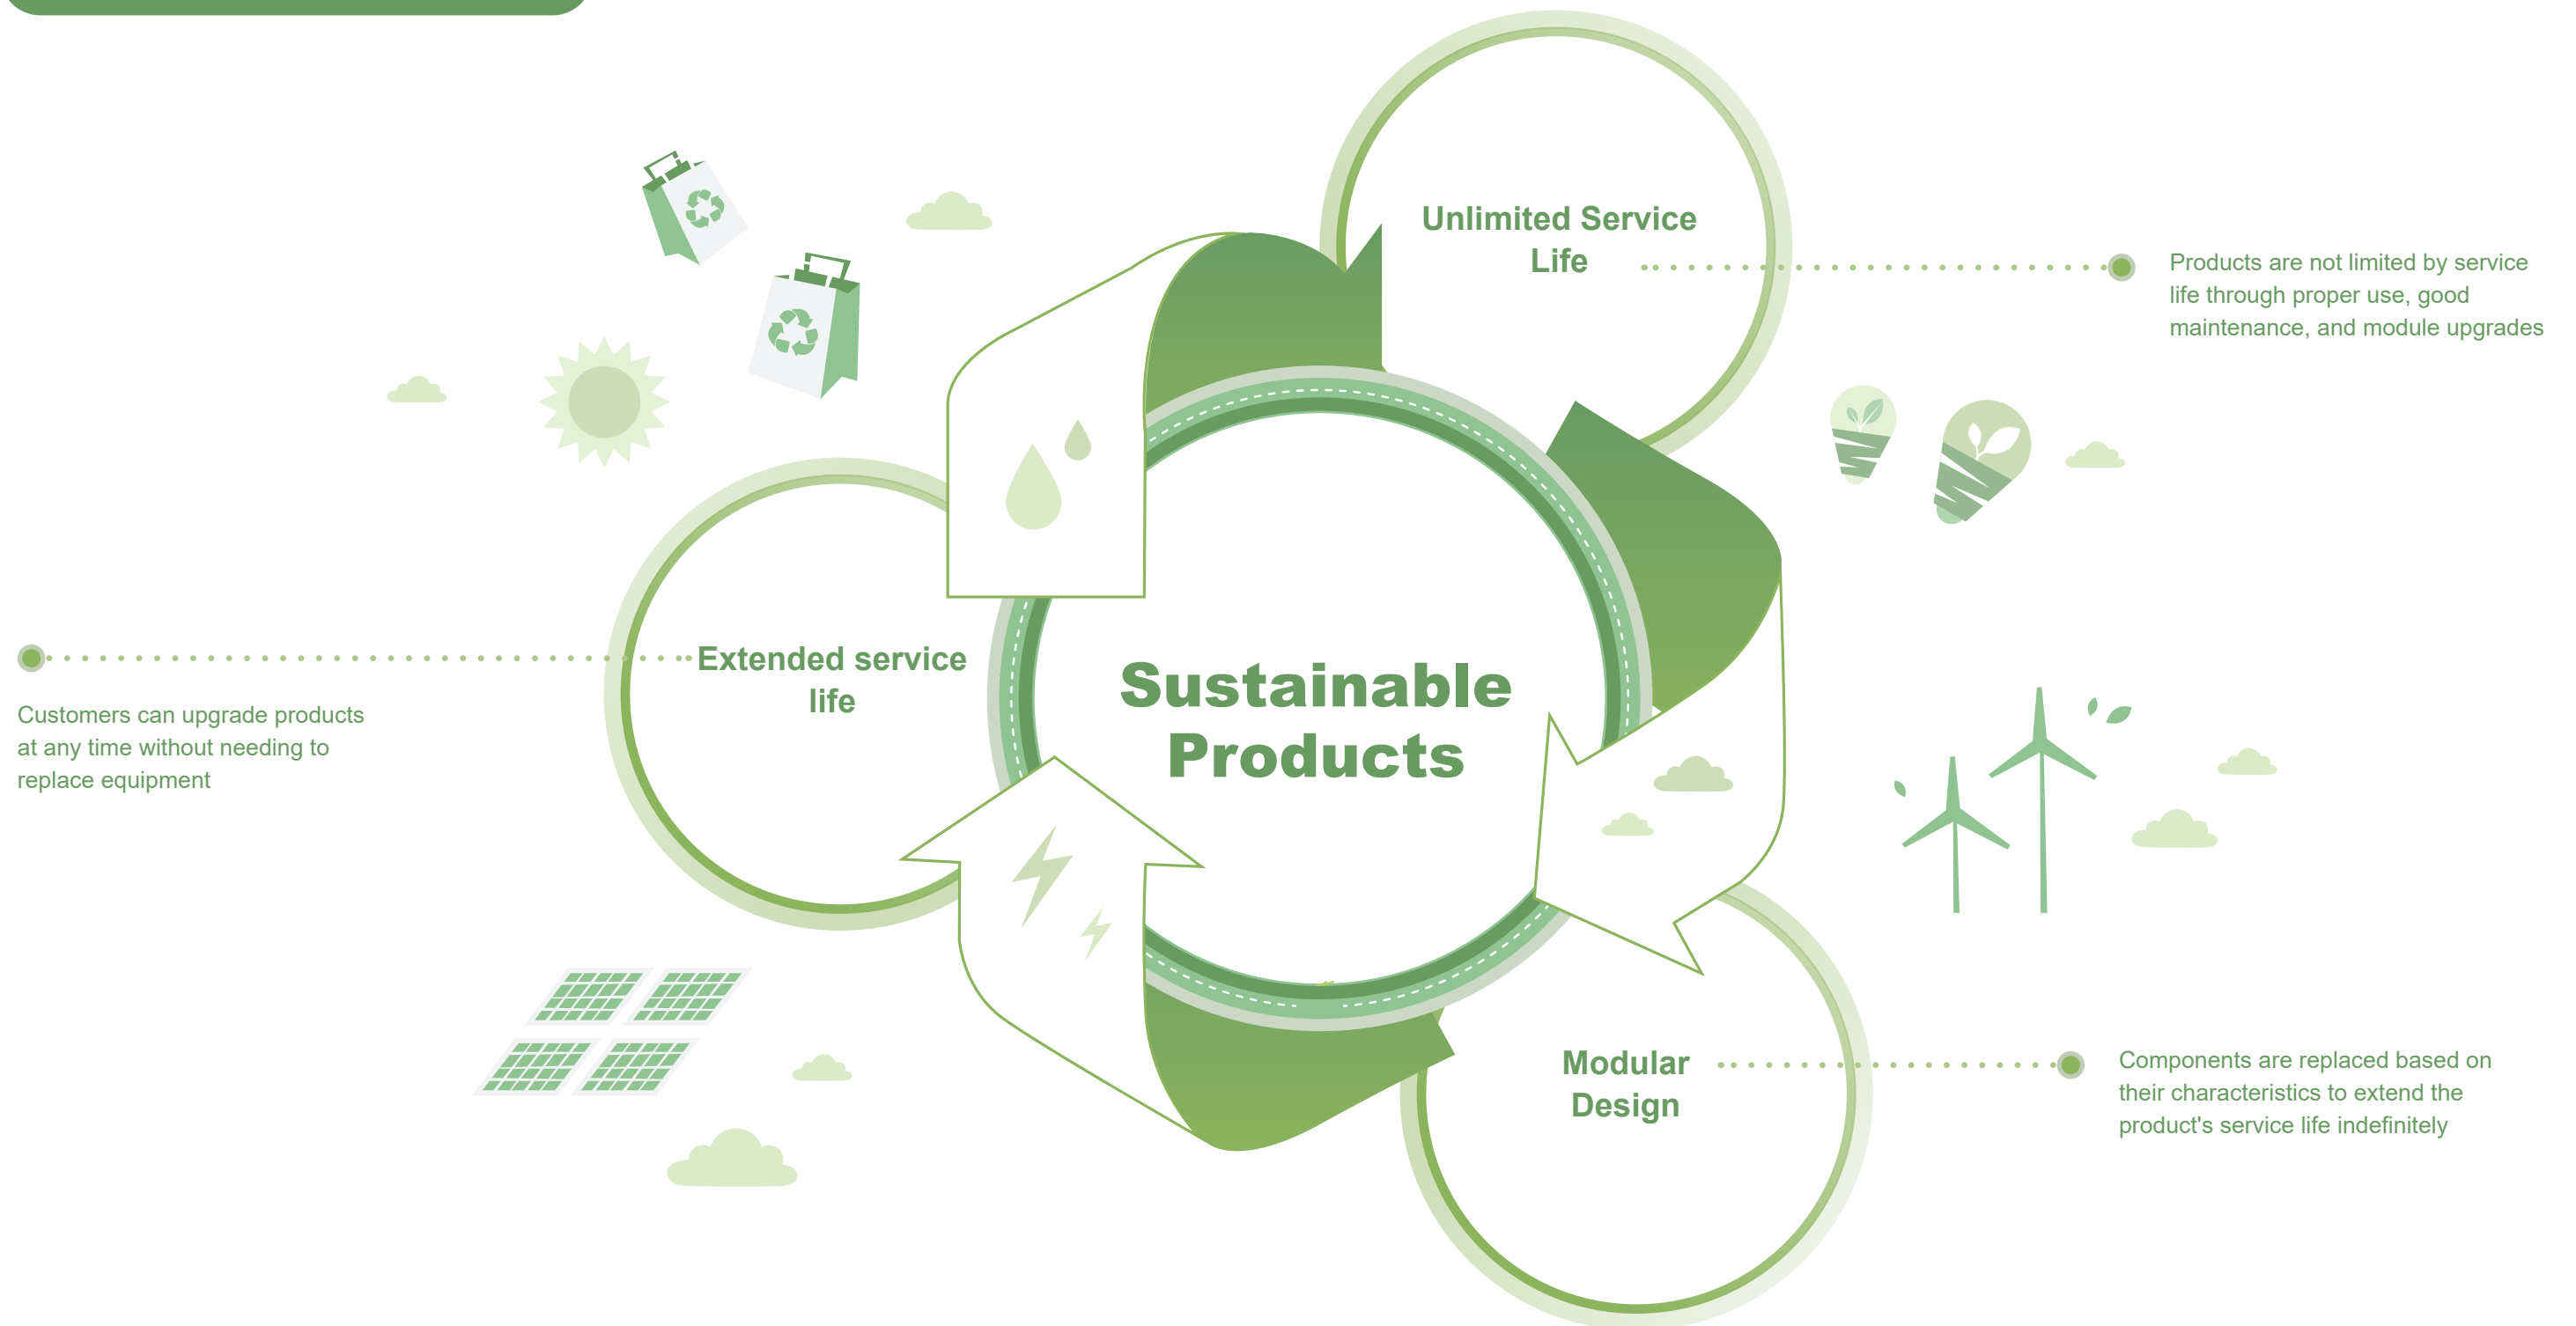 Unlimited Service
Life
Products are not limited by service
life through proper use, good
maintenance, and module upgrades
Extended service
life
Customers can upgrade products
at any time without needing to
replace equipment
Sustainable
Products
Modular
Design
Components are replaced based on
their characteristics to extend the
product's service life indefinitely